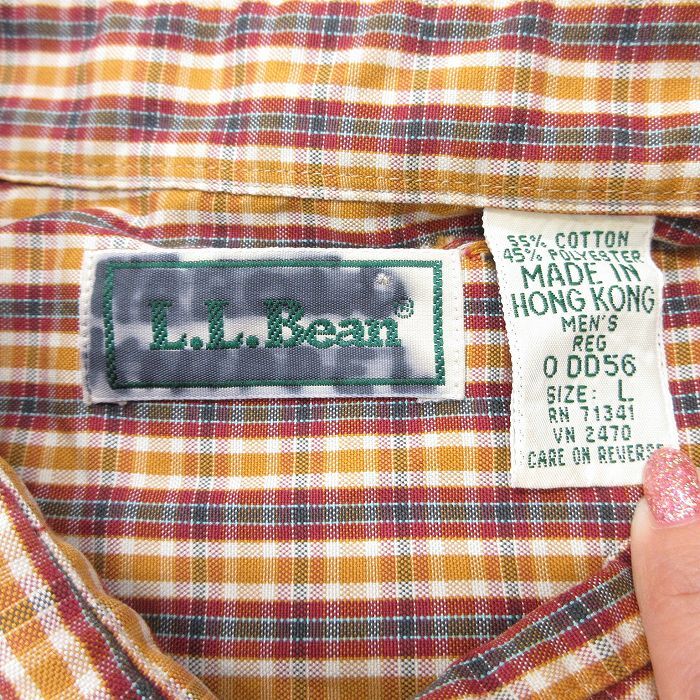 L.L.Bean®
55% COTTON
45% POLYESTER
MADE IN
HONG KONG
MEN'S
REG
0 DD56
SIZE: L
RN 71341
VN 2470
CARE ON REVERSE